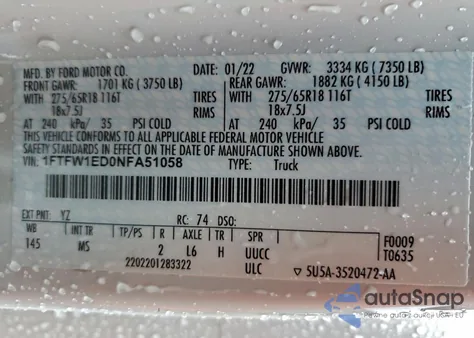 MFD. BY FORD MOTOR CO. DATE: 01/22 GVWR: 3334 KG ( 7350 LB)
FRONT GAWR: 1701 KG ( 3750 LB) REAR GAWR: 1882 KG ( 4150 LB)
WITH 275/65R18 116T TIRES WITH 275/65R18 116T TIRES
18x7.5J RIMS 18x7.5J
AT 240 kPa/ 35 PSI COLD AT 240 kPa/ 35 PSI COLD
THIS VEHICLE CONFORMS TO ALL APPLICABLE FEDERAL MOTOR VEHICLE
SAFETY STANDARDS IN EFFECT ON THE DATE OF MANUFACTURE SHOWN ABOVE.
VIN: 1FTFW1ED0NFA51058 TYPE: Truck
EXT PNT: YZ RC: 74 DSO:
WB INT TR TP/PS R AXLE TR SPR F0009
145 MS 2 L6 H UUCC T0635
2202201283322 ULC 5U5A-3520472-AA
autoSnap